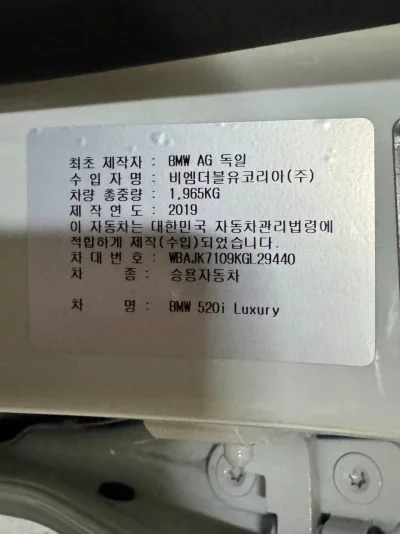 최초 제작자 : BMW AG 독일
수 입 자 명 : 비엠더블유코리아(주)
차량 총중량 : 1,965KG
제 작 연 도 : 2019
이 자동차는 대한민국 자동차관리법령에
적합하게 제작(수입)되었습니다.
차 대 번 호 : WBAJK7109KGL29440
차 종 : 승용자동차
차 명 : BMW 520i Luxury